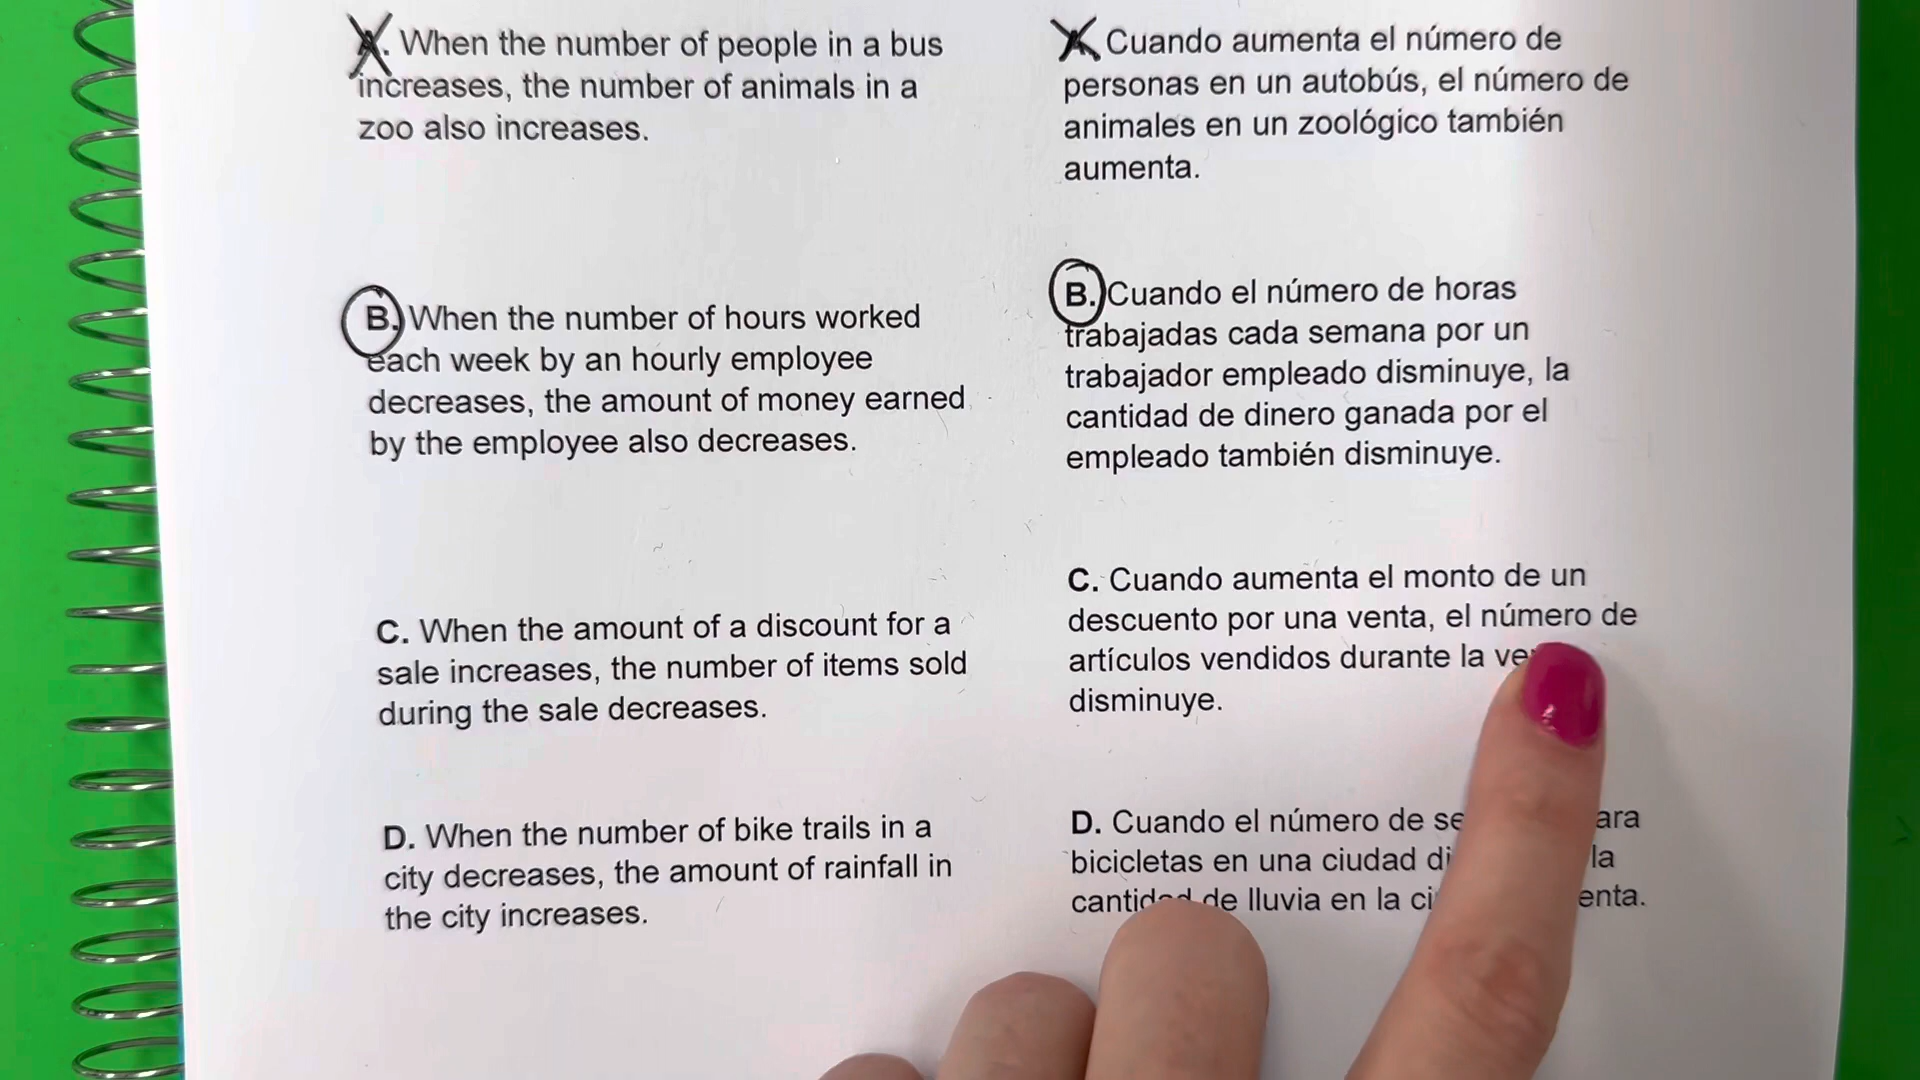 A. When the number of people in a bus
increases, the number of animals in a
zoo also increases.
B. When the number of hours worked
each week by an hourly employee
decreases, the amount of money earned
by the employee also decreases.
C. When the amount of a discount for a
sale increases, the number of items sold
during the sale decreases.
D. When the number of bike trails in a
city decreases, the amount of rainfall in
the city increases.
A. Cuando aumenta el número de
personas en un autobús, el número de
animales en un zoológico también
aumenta.
B. Cuando el número de horas
trabajadas cada semana por un
trabajador empleado disminuye, la
cantidad de dinero ganada por el
empleado también disminuye.
C. Cuando aumenta el monto de un
descuento por una venta, el número de
artículos vendidos durante la
disminuye.
D. Cuando el número de
bicicletas en una ciudad la
cantidad de lluvia en la